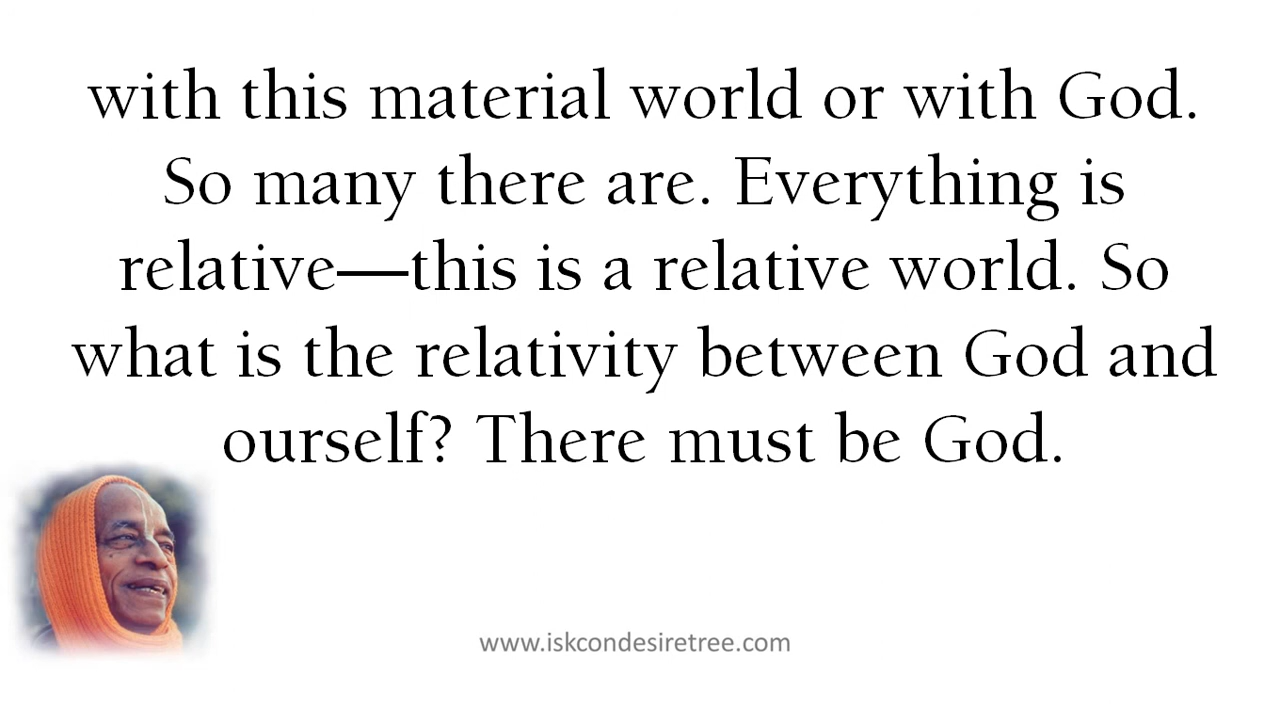 with this material world or with God.
So many there are. Everything is
relative—this is a relative world. So
what is the relativity between God and
ourself? There must be God.
www.iskcondesiretree.com